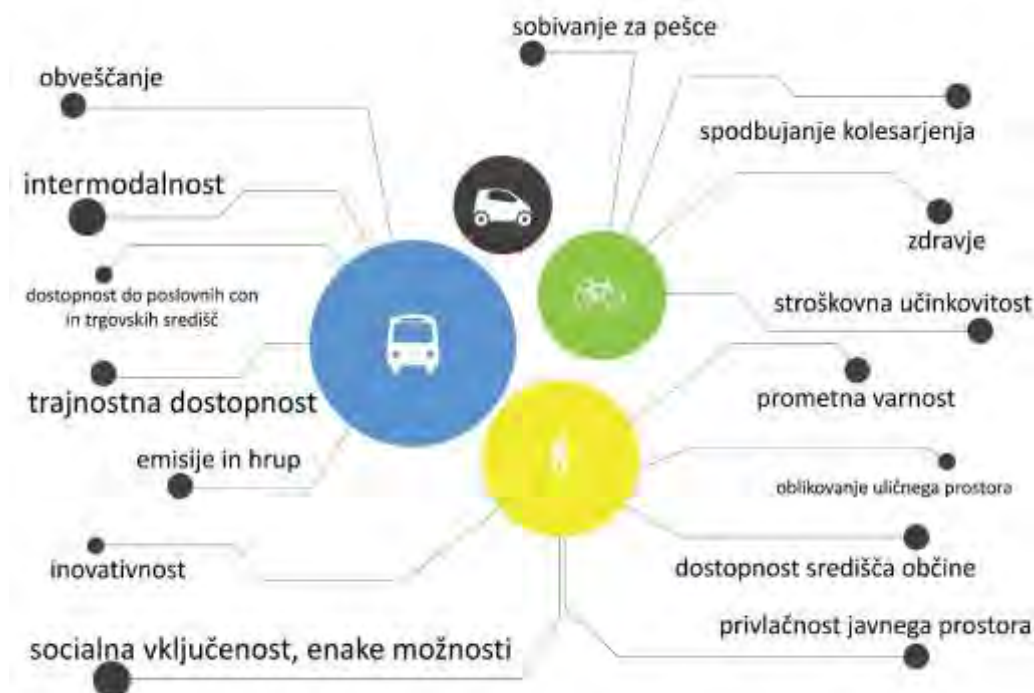 sobivanje za pešce
obveščanje
spodbujanje kolesarjenja
intermodalnost
zdravje
dostopnost do poslovnih con
in trgovskih središč
stroškovna učinkovitost
trajnostna dostopnost
prometna varnost
emisije in hrup
oblikovanje uličnega prostora
inovativnost
dostopnost središča občine
privlačnost javnega prostora
socialna vključenost, enake možnosti